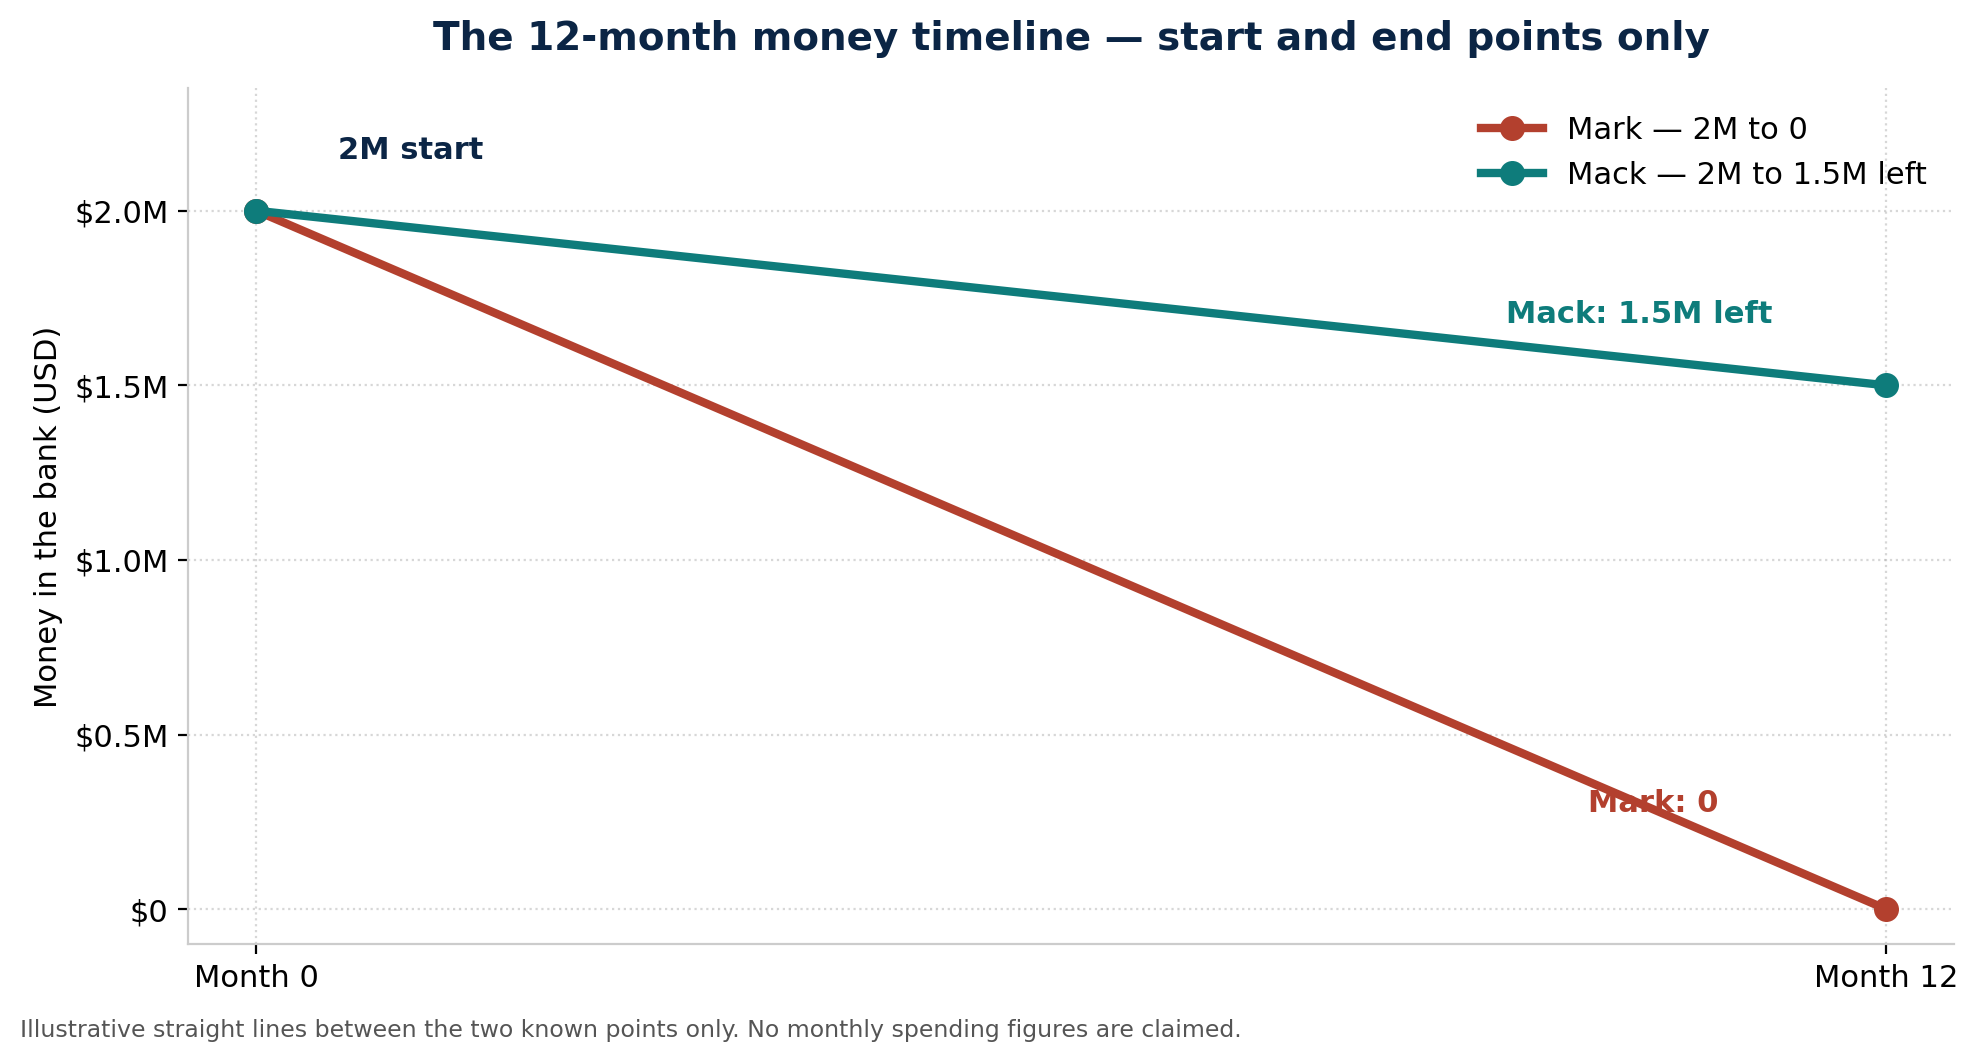 The 12-month money timeline — start and end points only
Mark — 2M to 0
Mack — 2M to 1.5M left
2M start
Mack: 1.5M left
Mark: 0
Money in the bank (USD)
$2.0M
$1.5M
$1.0M
$0.5M
$0
Month 0
Month 12
Illustrative straight lines between the two known points only. No monthly spending figures are claimed.